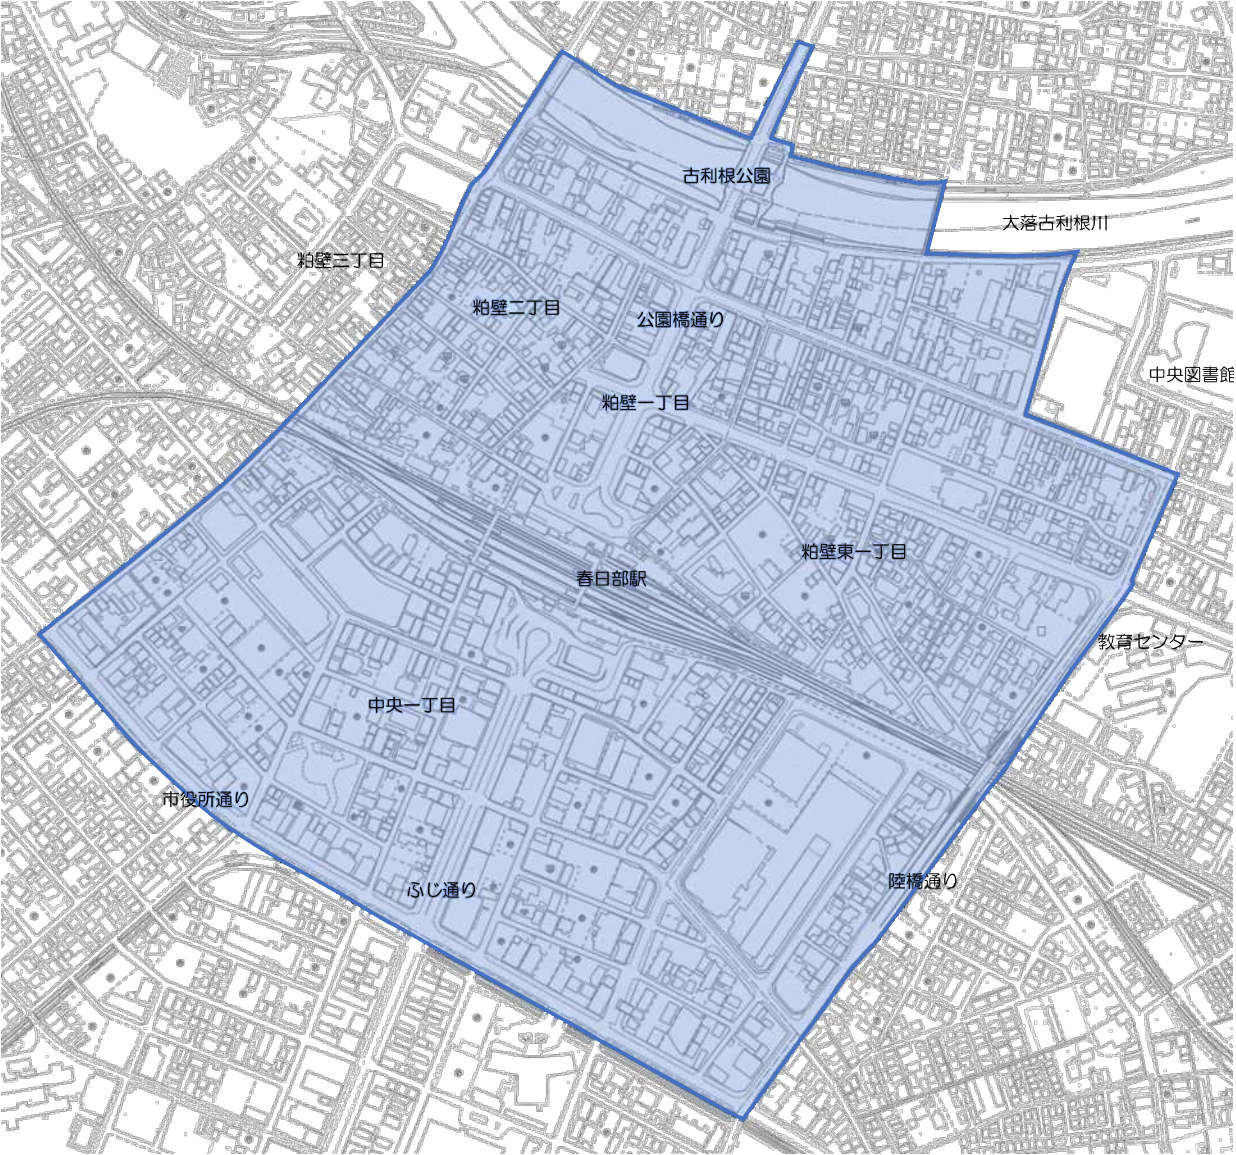 古利根公園
大落古利根川
粕壁三丁目
粕壁二丁目
公園橋通り
中央図書館
粕壁一丁目
粕壁東一丁目
春日部駅
教育センター
中央一丁目
市役所通り
陸橋通り
ふじ通り